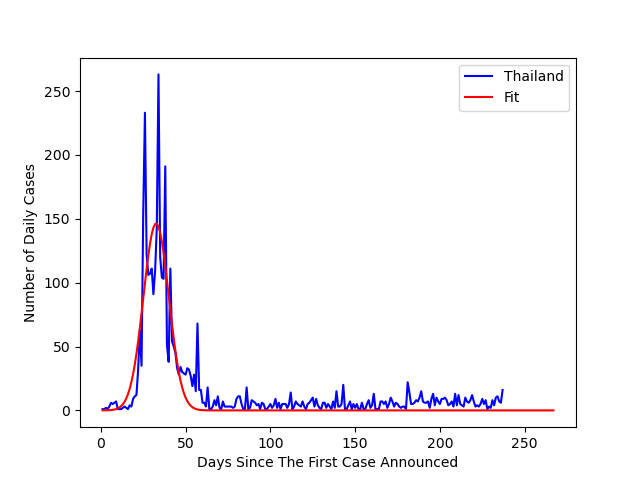 Thailand
Fit
250
200
150
100
50
0
Number of Daily Cases
0 50 100 150 200 250
Days Since The First Case Announced